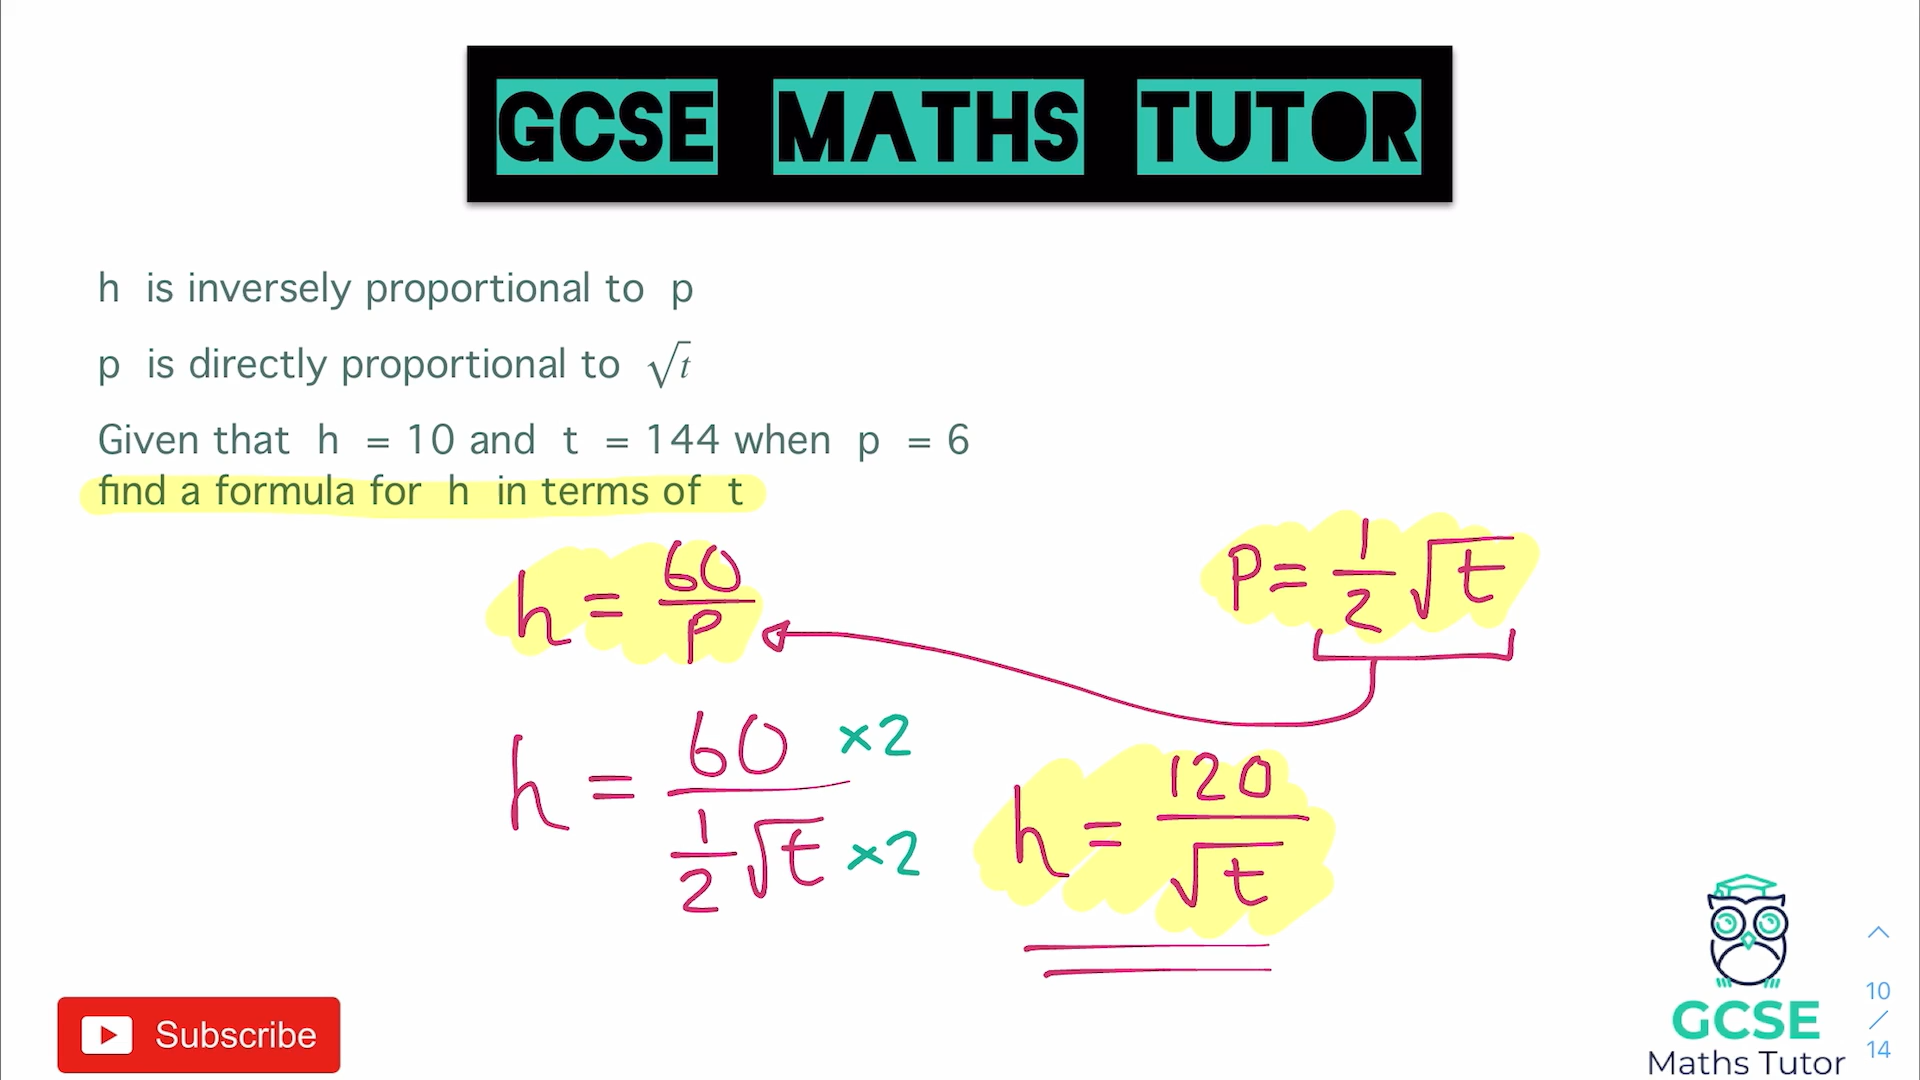 GCSE MATHS TUTOR
h is inversely proportional to p
p is directly proportional to √t
Given that h = 10 and t = 144 when p = 6
find a formula for h in terms of t
h = 60/p
p = 1/2 √t
h = 60/(1/2 √t) ×2 ×2
h = 120/√t
Subscribe
GCSE
Maths Tutor
10
/
14